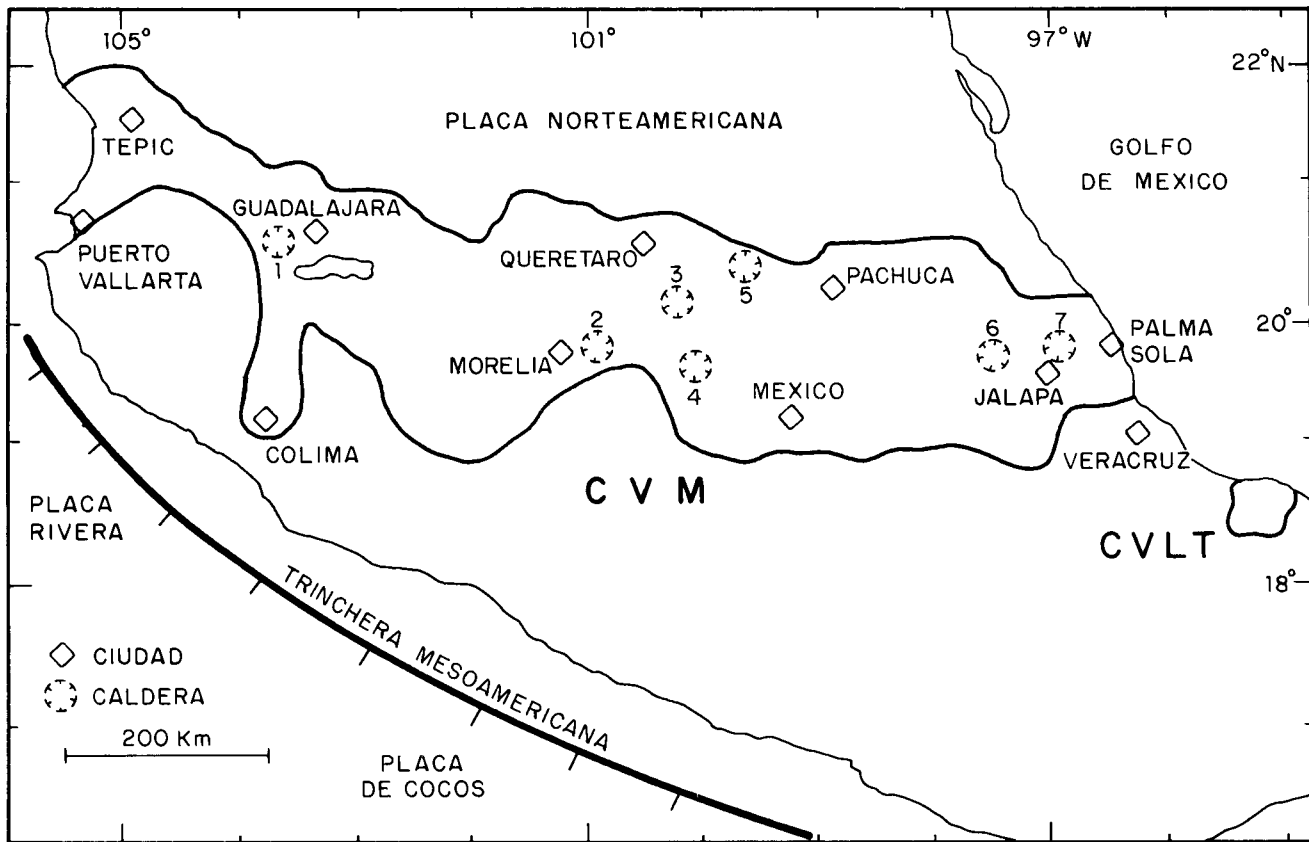 105°
101°
97° W
22° N
PLACA NORTEAMERICANA
GOLFO
DE MEXICO
TEPIC
GUADALAJARA
1
PUERTO
VALLARTA
QUERETARO
3
5
PACHUCA
20°
2
MORELIA
4
MEXICO
6
7
PALMA
SOLA
JALAPA
COLIMA
VERACRUZ
C V M
CVLT
PLACA
RIVERA
18°
TRINCHERA MESOAMERICANA
CIUDAD
CALDERA
200 Km
PLACA
DE COCOS